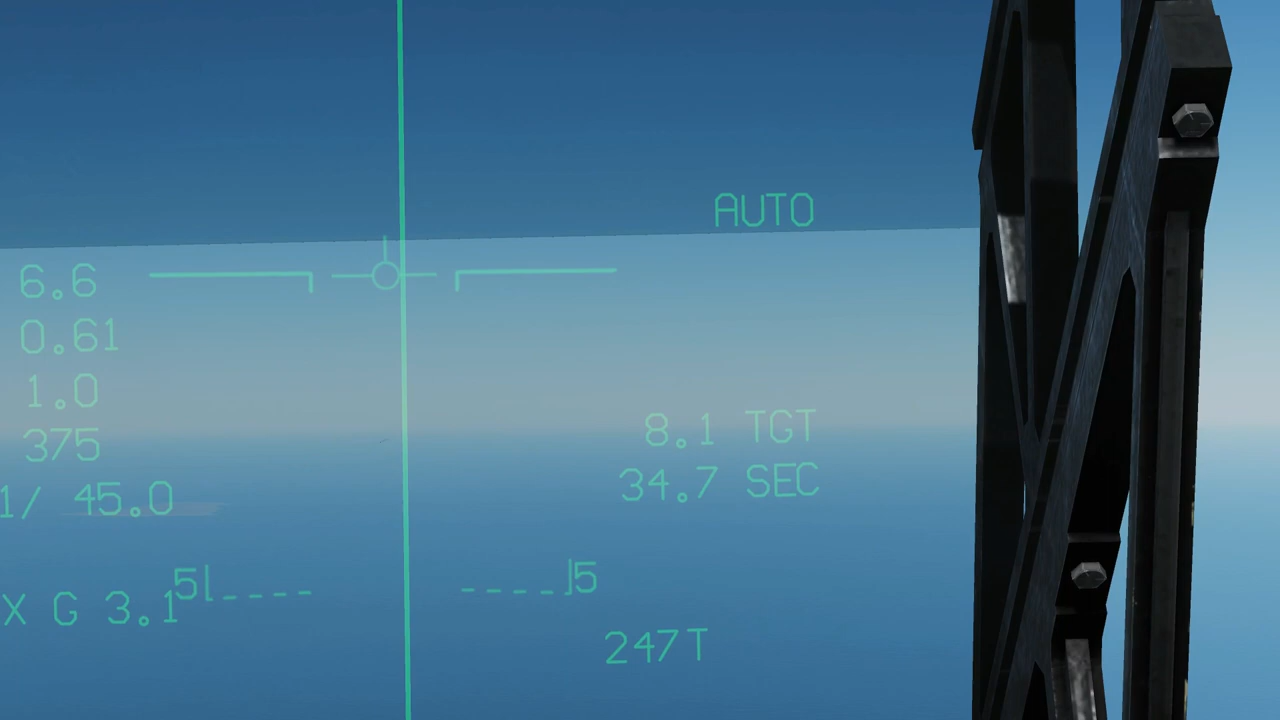 AUTO
6.6
0.61
1.0
375
8.1 TGT
34.7 SEC
1/ 45.0
5 5
X G 3.1
247T